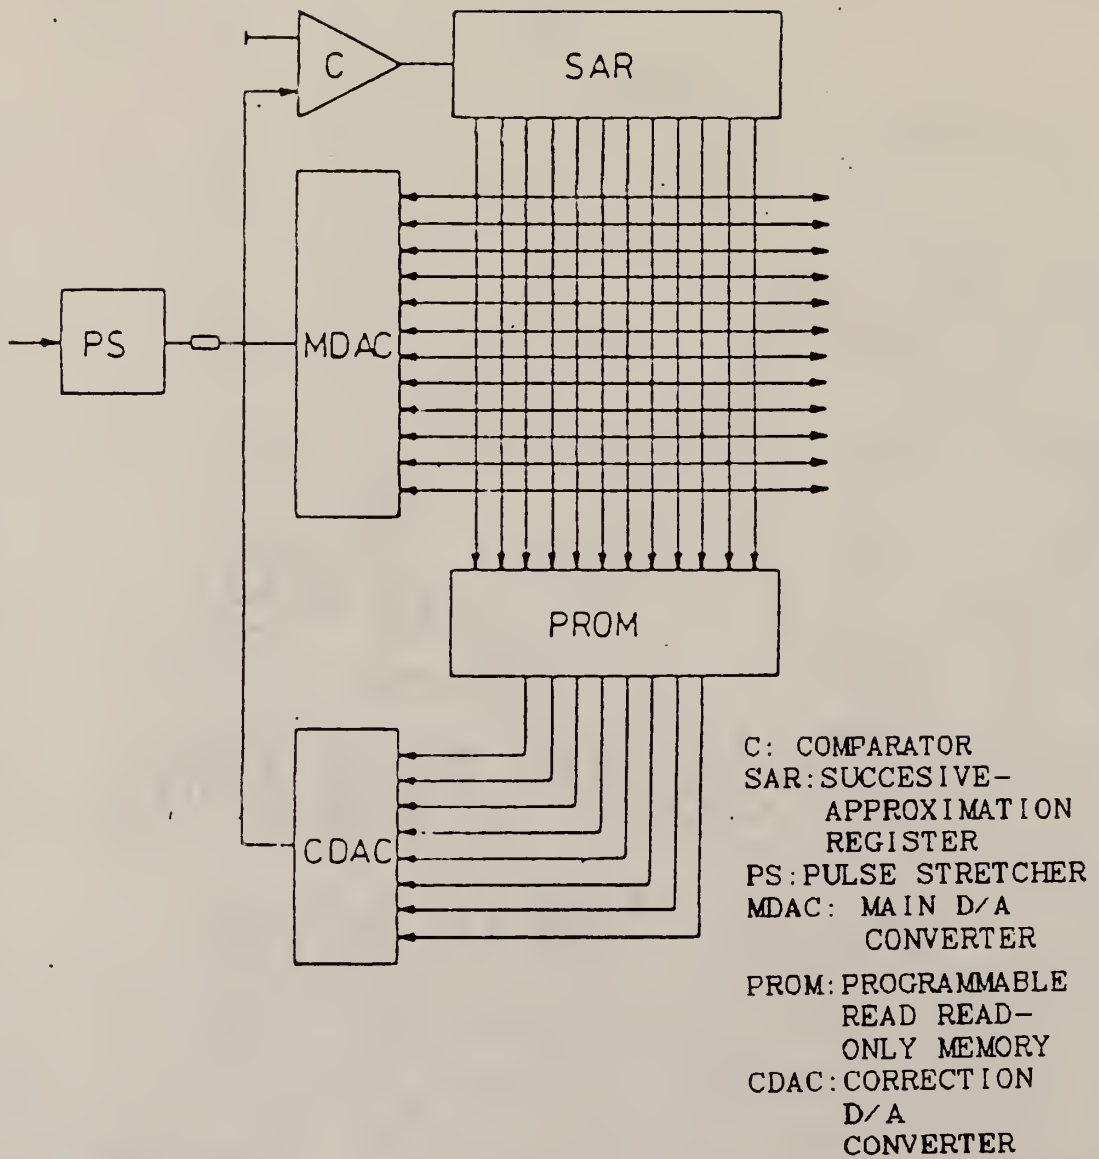 C
SAR
MDAC
PS
PROM
CDAC
C: COMPARATOR
SAR:SUCCESIVE-
APPROXIMATION
REGISTER
PS:PULSE STRETCHER
MDAC: MAIN D/A
CONVERTER
PROM:PROGRAMMABLE
READ READ-
ONLY MEMORY
CDAC:CORRECTION
D/A
CONVERTER